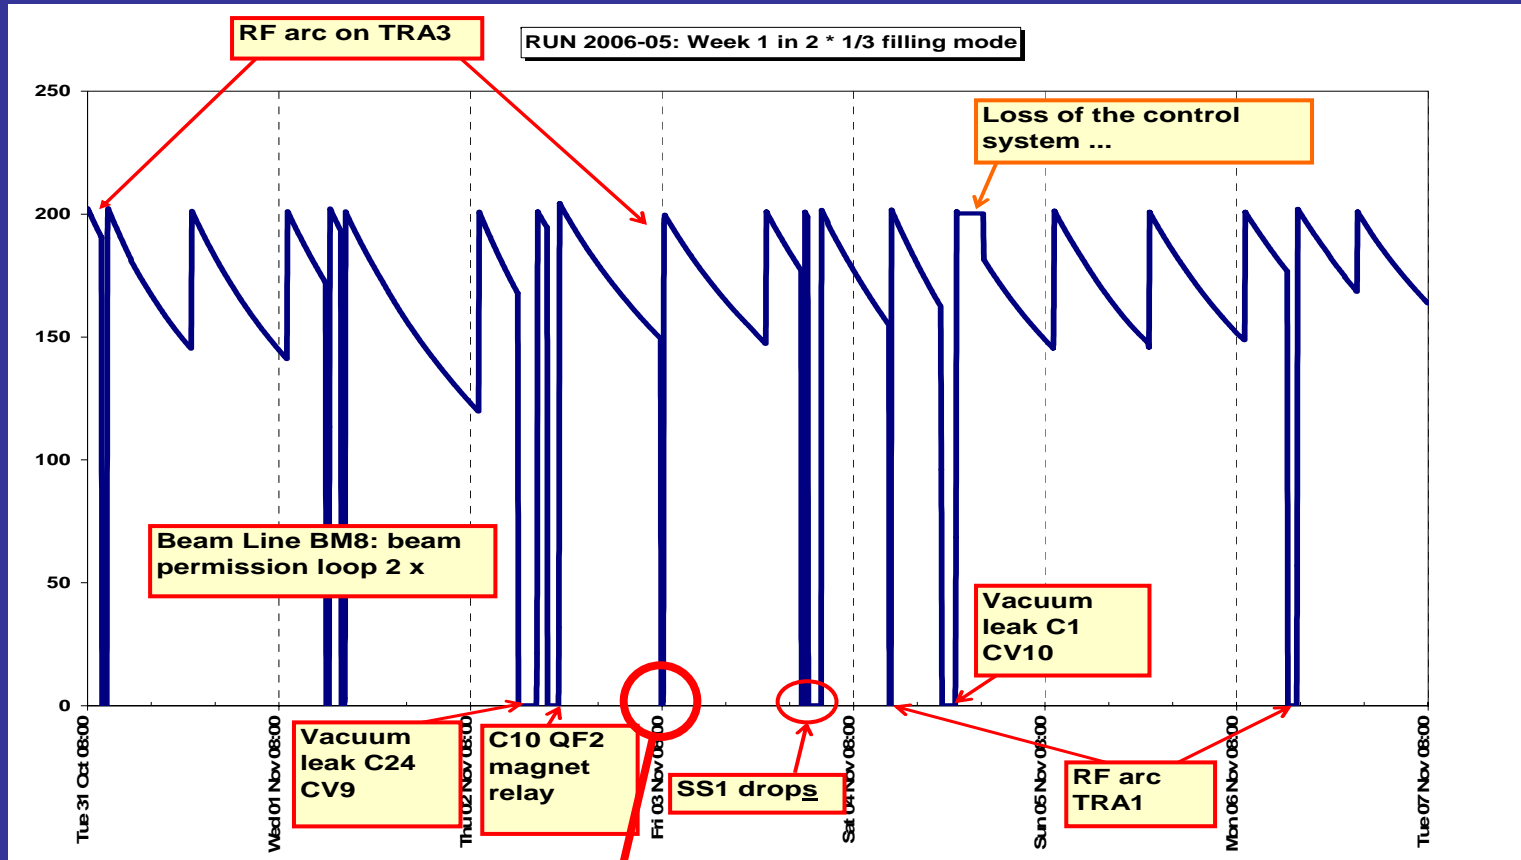 RF arc on TRA3
RUN 2006-05: Week 1 in 2 * 1/3 filling mode
250
Loss of the control
system ...
200
150
100
Beam Line BM8: beam
permission loop 2 x
50
Vacuum
leak C1
CV10
0
Vacuum
leak C24
CV9
C10 QF2
magnet
relay
SS1 drops
RF arc
TRA1
Tue 31 Oct 08:00
Wed 01 Nov 08:00
Thu 02 Nov 08:00
Fri 03 Nov 08:00
Sat 04 Nov 08:00
Sun 05 Nov 08:00
Mon 06 Nov 08:00
Tue 07 Nov 08:00